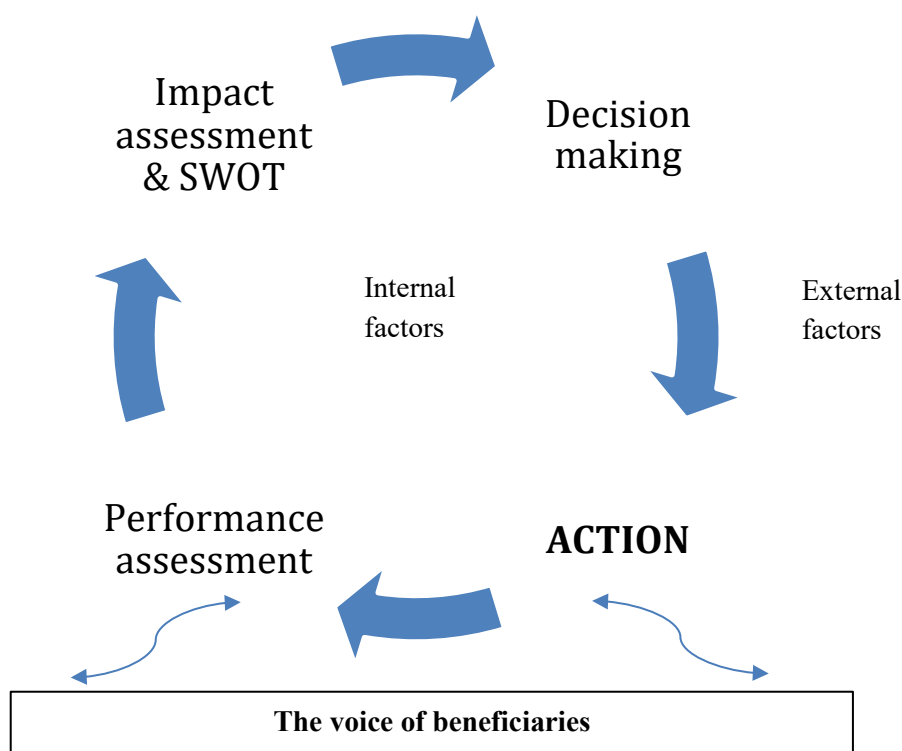 Impact
assessment
& SWOT
Decision
making
Internal
factors
External
factors
Performance
assessment
ACTION
The voice of beneficiaries